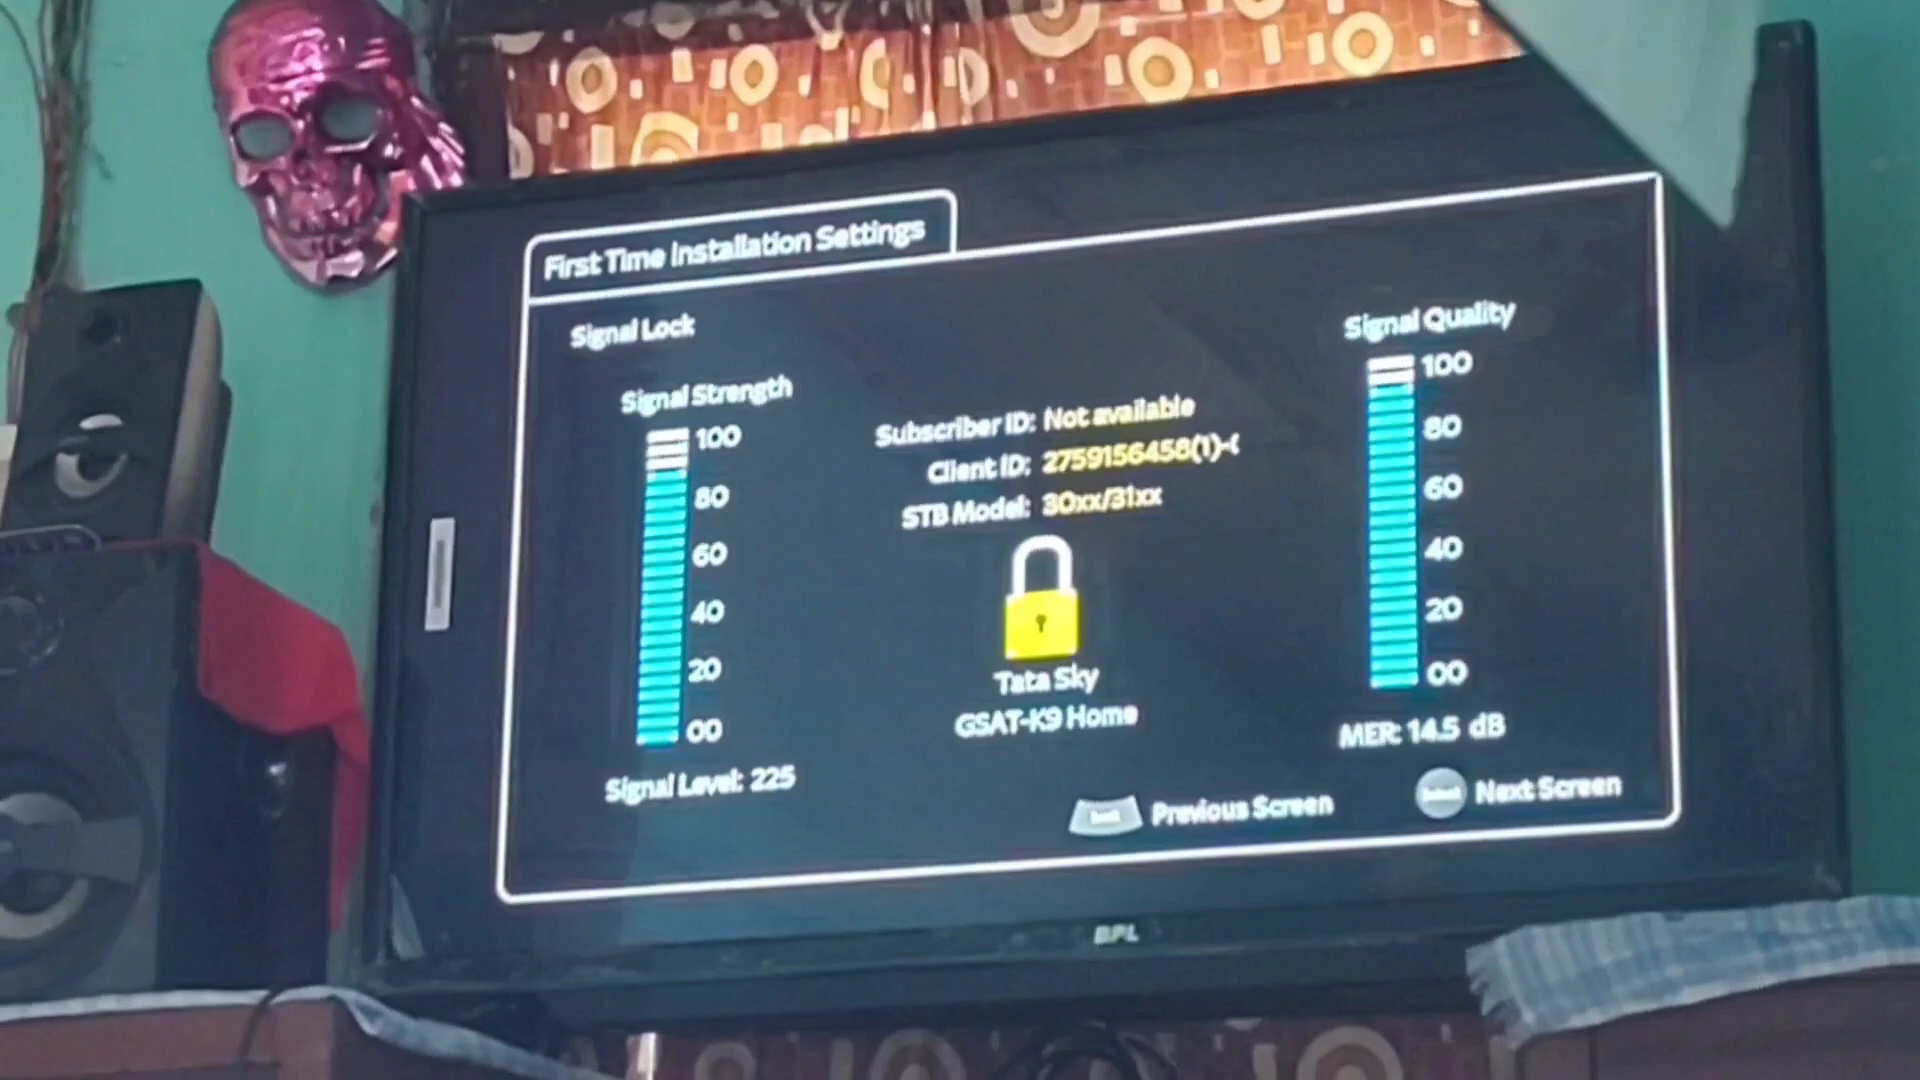 First Time Installation Settings
Signal Lock
Signal Strength
100
80
60
40
20
00
Signal Level: 225
Subscriber ID: Not available
Client ID: 2759156458(1)-(
STB Model: 30xx/31xx
Tata Sky
GSAT-K9 Home
Signal Quality
100
80
60
40
20
00
MER: 14.5 dB
Back Previous Screen
Select Next Screen
BPL